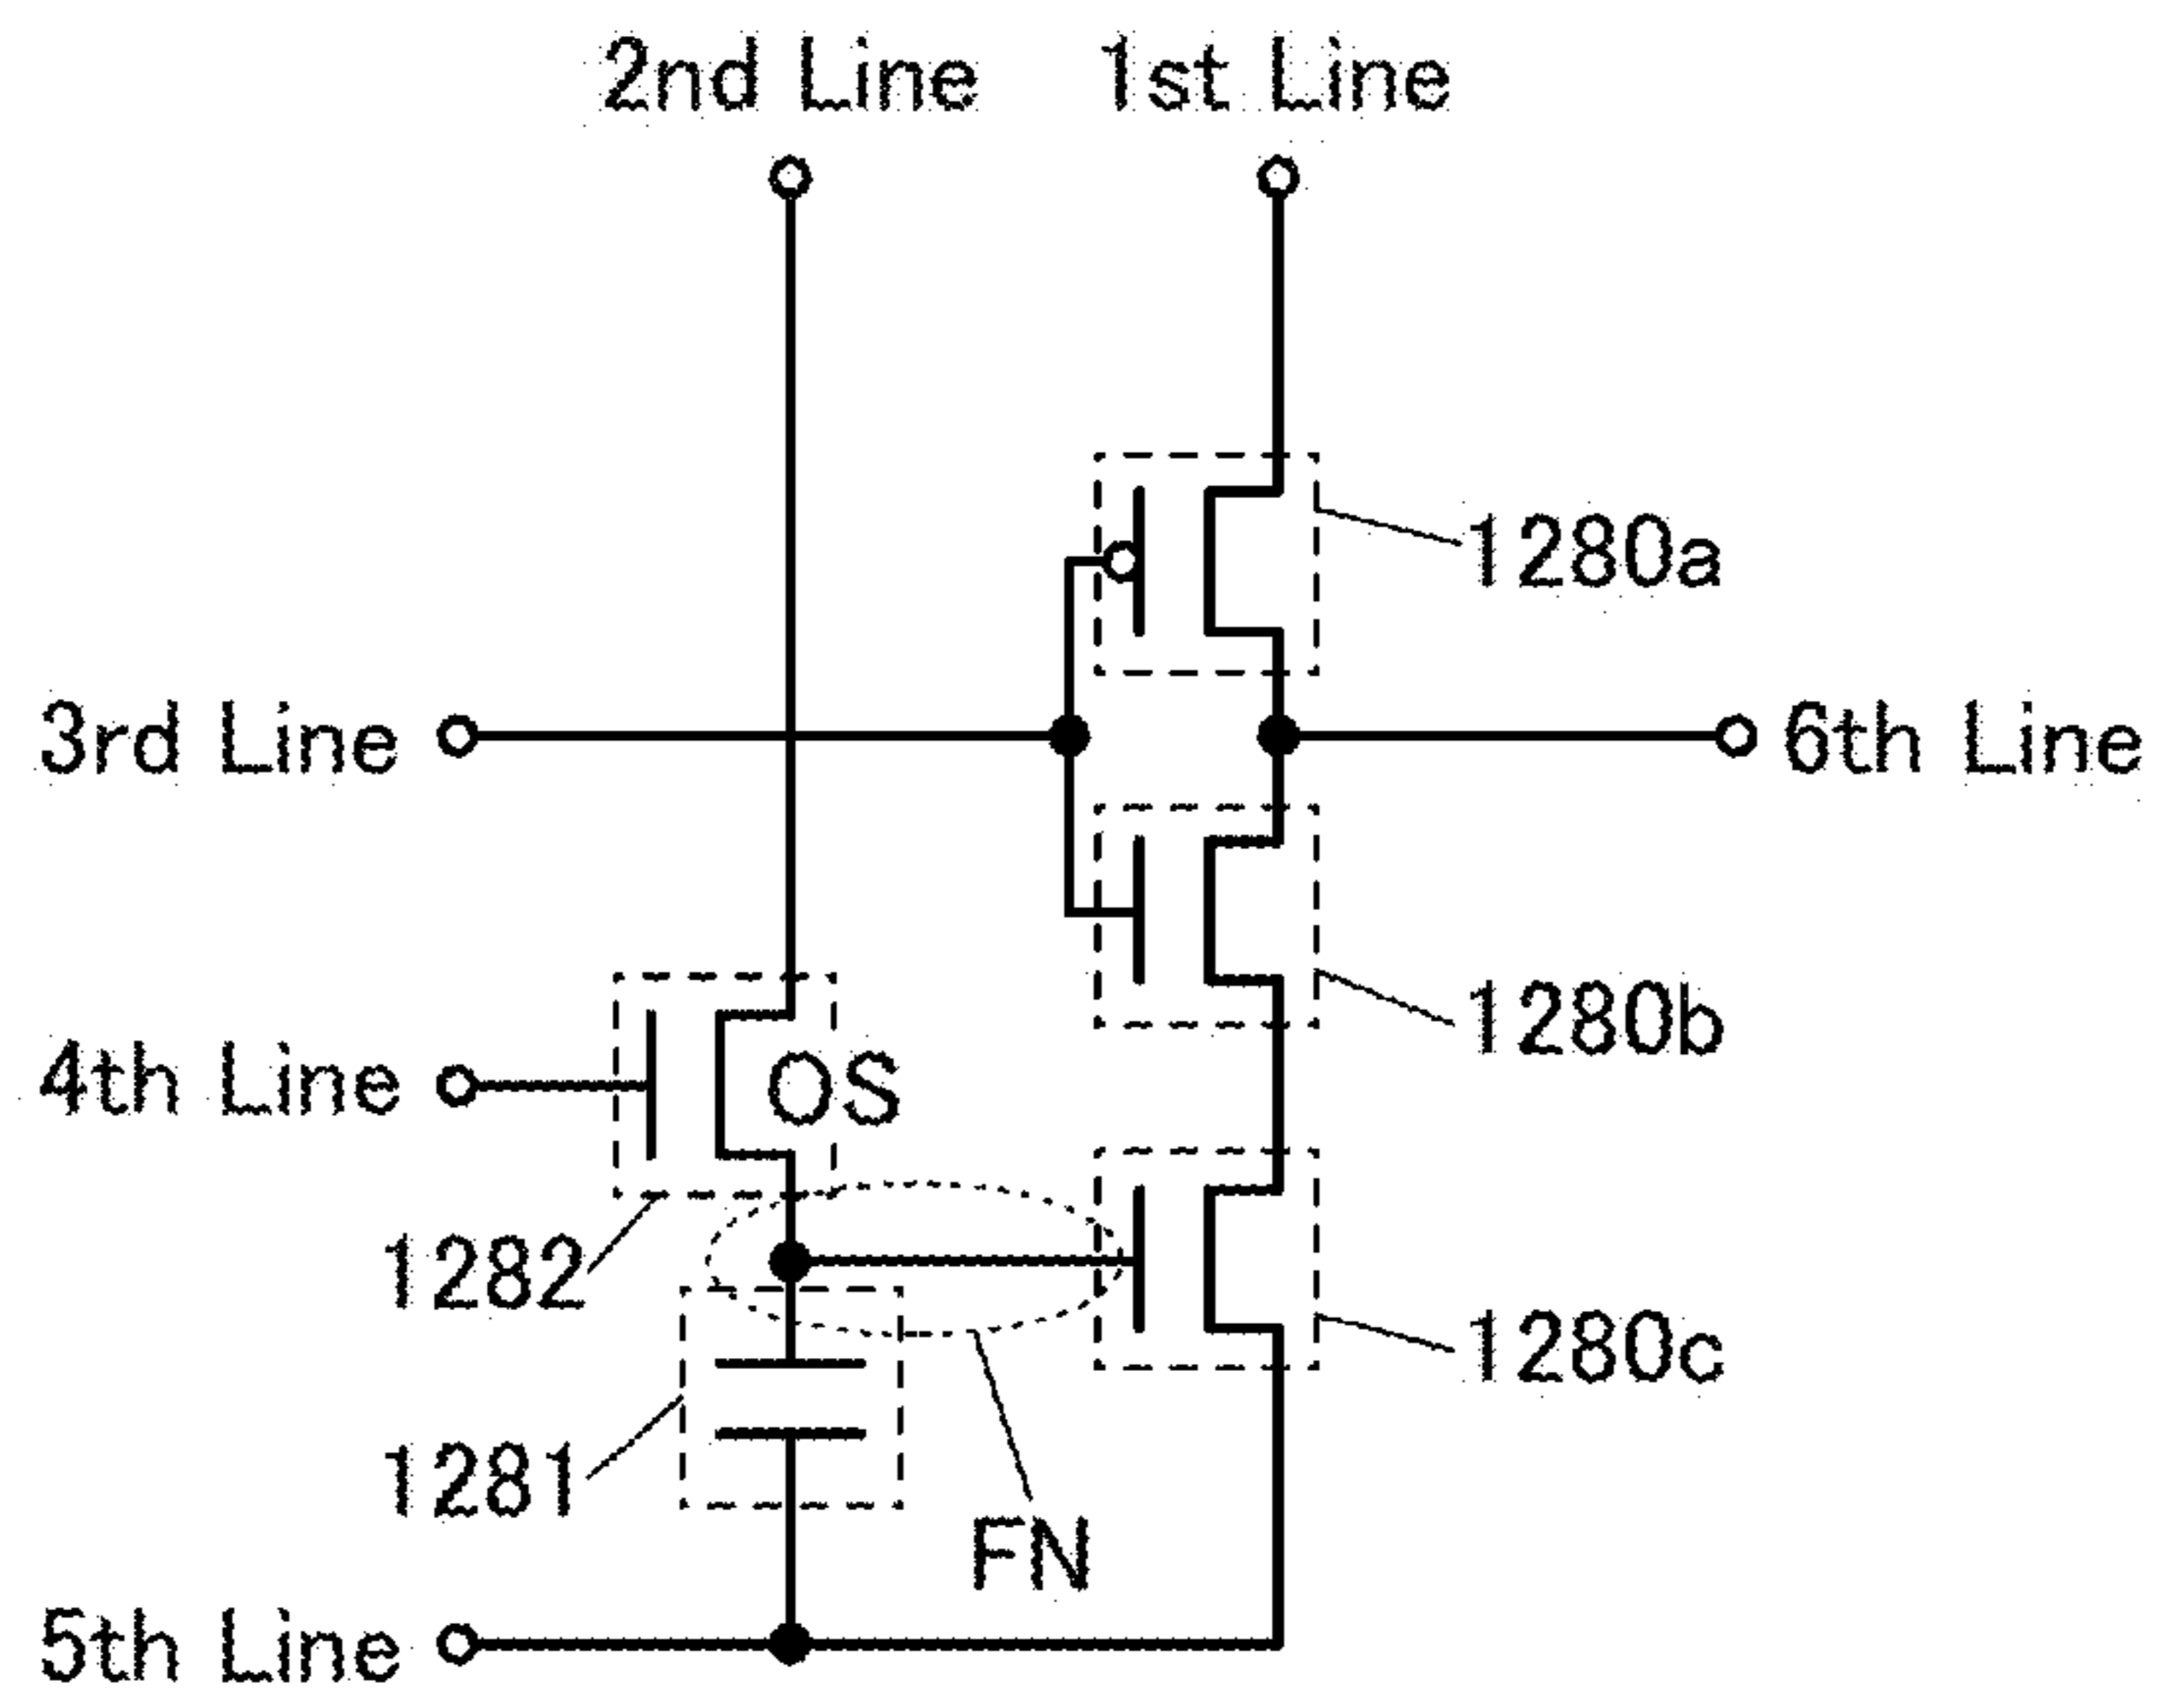 2nd Line
1st Line
1280a
3rd Line
6th Line
1280b
4th Line
OS
1282
1280c
1281
FN
5th Line